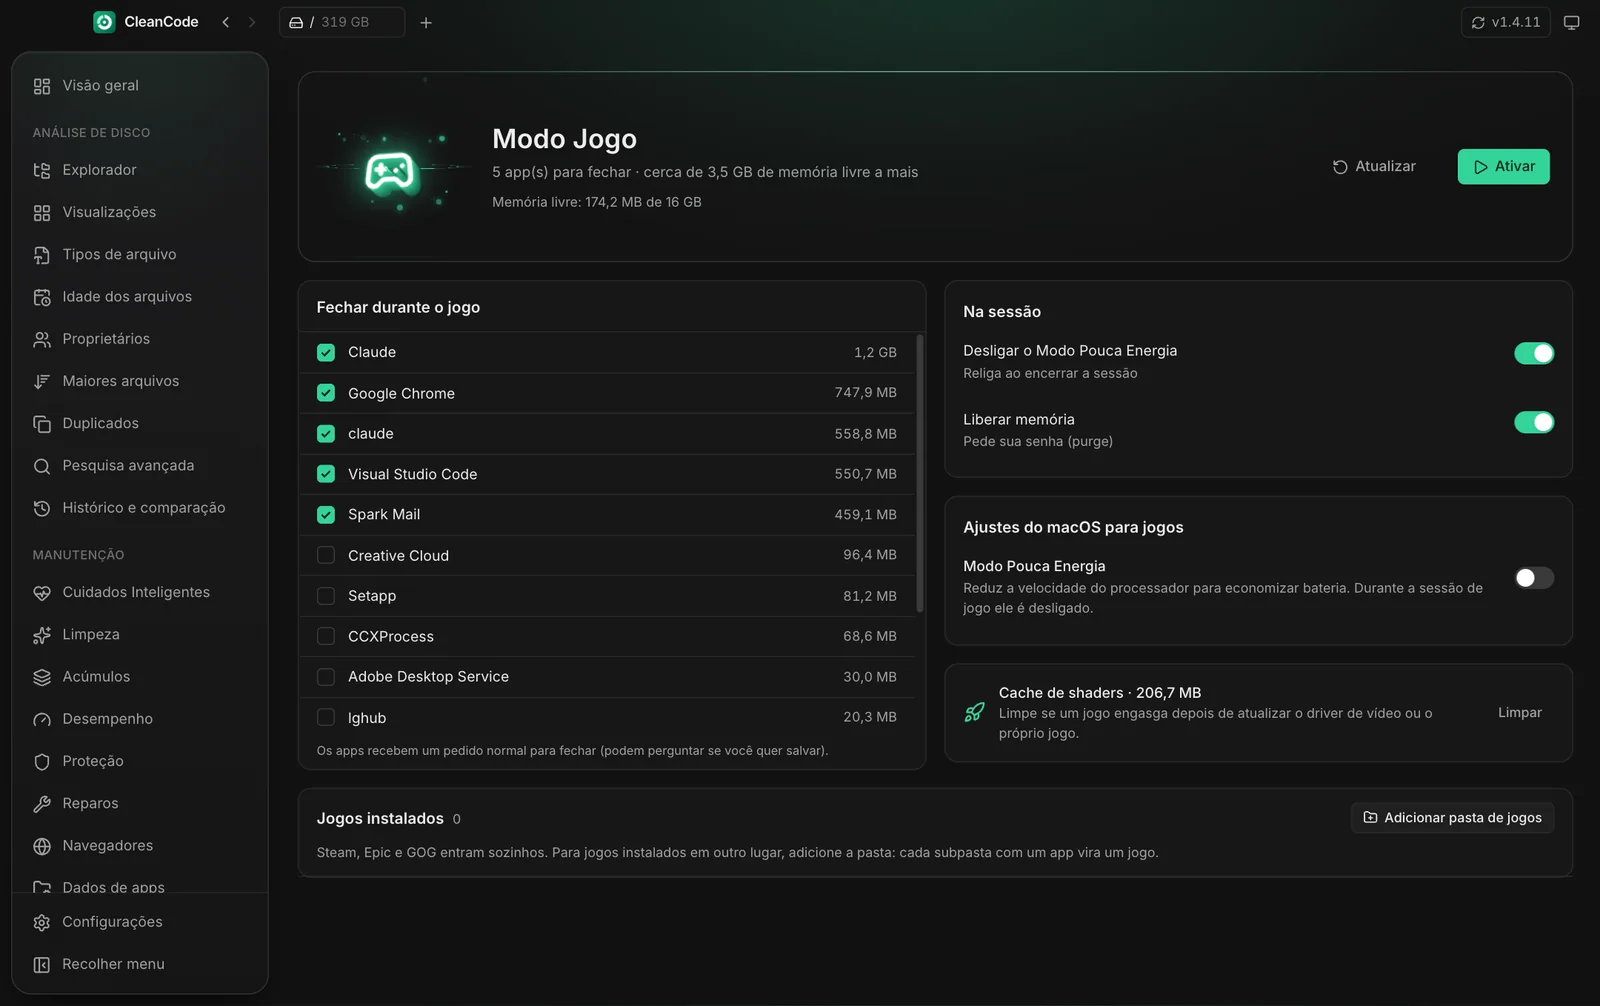 CleanCode
/ 319 GB
v1.4.11
Visão geral
ANÁLISE DE DISCO
Explorador
Visualizações
Tipos de arquivo
Idade dos arquivos
Proprietários
Maiores arquivos
Duplicados
Pesquisa avançada
Histórico e comparação
MANUTENÇÃO
Cuidados Inteligentes
Limpeza
Acúmulos
Desempenho
Proteção
Reparos
Navegadores
Dados de apps
Configurações
Recolher menu
Modo Jogo
5 app(s) para fechar · cerca de 3,5 GB de memória livre a mais
Memória livre: 174,2 MB de 16 GB
Atualizar
Ativar
Fechar durante o jogo
Claude 1,2 GB
Google Chrome 747,9 MB
claude 558,8 MB
Visual Studio Code 550,7 MB
Spark Mail 459,1 MB
Creative Cloud 96,4 MB
Setapp 81,2 MB
CCXProcess 68,6 MB
Adobe Desktop Service 30,0 MB
lghub 20,3 MB
Os apps recebem um pedido normal para fechar (podem perguntar se você quer salvar).
Na sessão
Desligar o Modo Pouca Energia
Religa ao encerrar a sessão
Liberar memória
Pede sua senha (purge)
Ajustes do macOS para jogos
Modo Pouca Energia
Reduz a velocidade do processador para economizar bateria. Durante a sessão de
jogo ele é desligado.
Cache de shaders · 206,7 MB
Limpe se um jogo engasga depois de atualizar o driver de vídeo ou o
próprio jogo.
Limpar
Jogos instalados 0
Adicionar pasta de jogos
Steam, Epic e GOG entram sozinhos. Para jogos instalados em outro lugar, adicione a pasta: cada subpasta com um app vira um jogo.